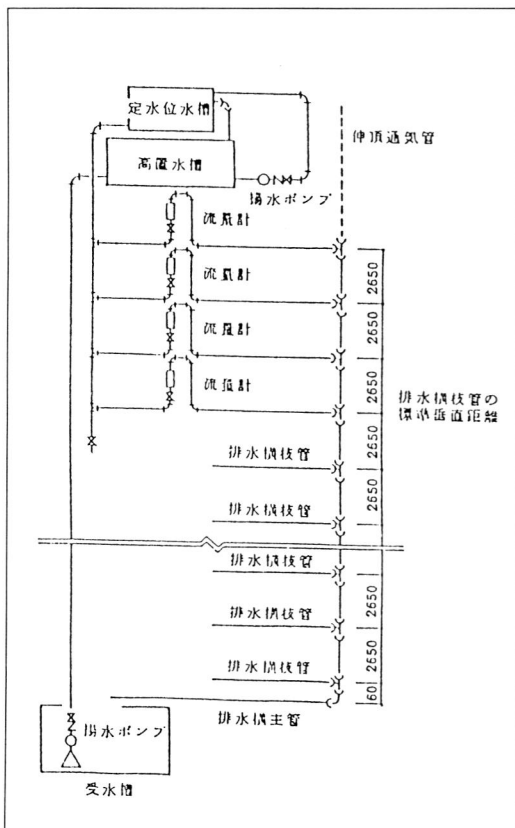 定水位水槽
伸頂通気管
高置水槽
揚水ポンプ
流量計
流量計
流量計
流量計
2650
2650
2650
2650
2650
排水横枝管の
標準垂直距離
排水横枝管
排水横枝管
排水横枝管
排水横枝管
排水横枝管
2650
2650
60
排水横主管
揚水ポンプ
受水槽